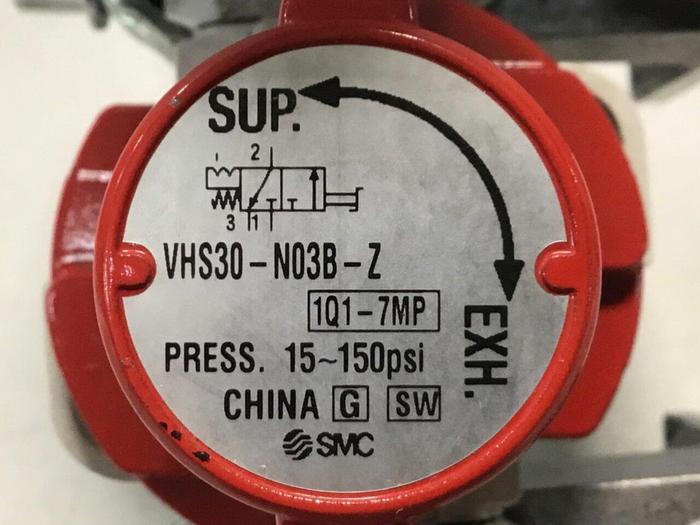 SUP.
2
3 1
VHS30-N03B-Z
1Q1-7MP
PRESS. 15~150psi
EXH.
CHINA G SW
SMC